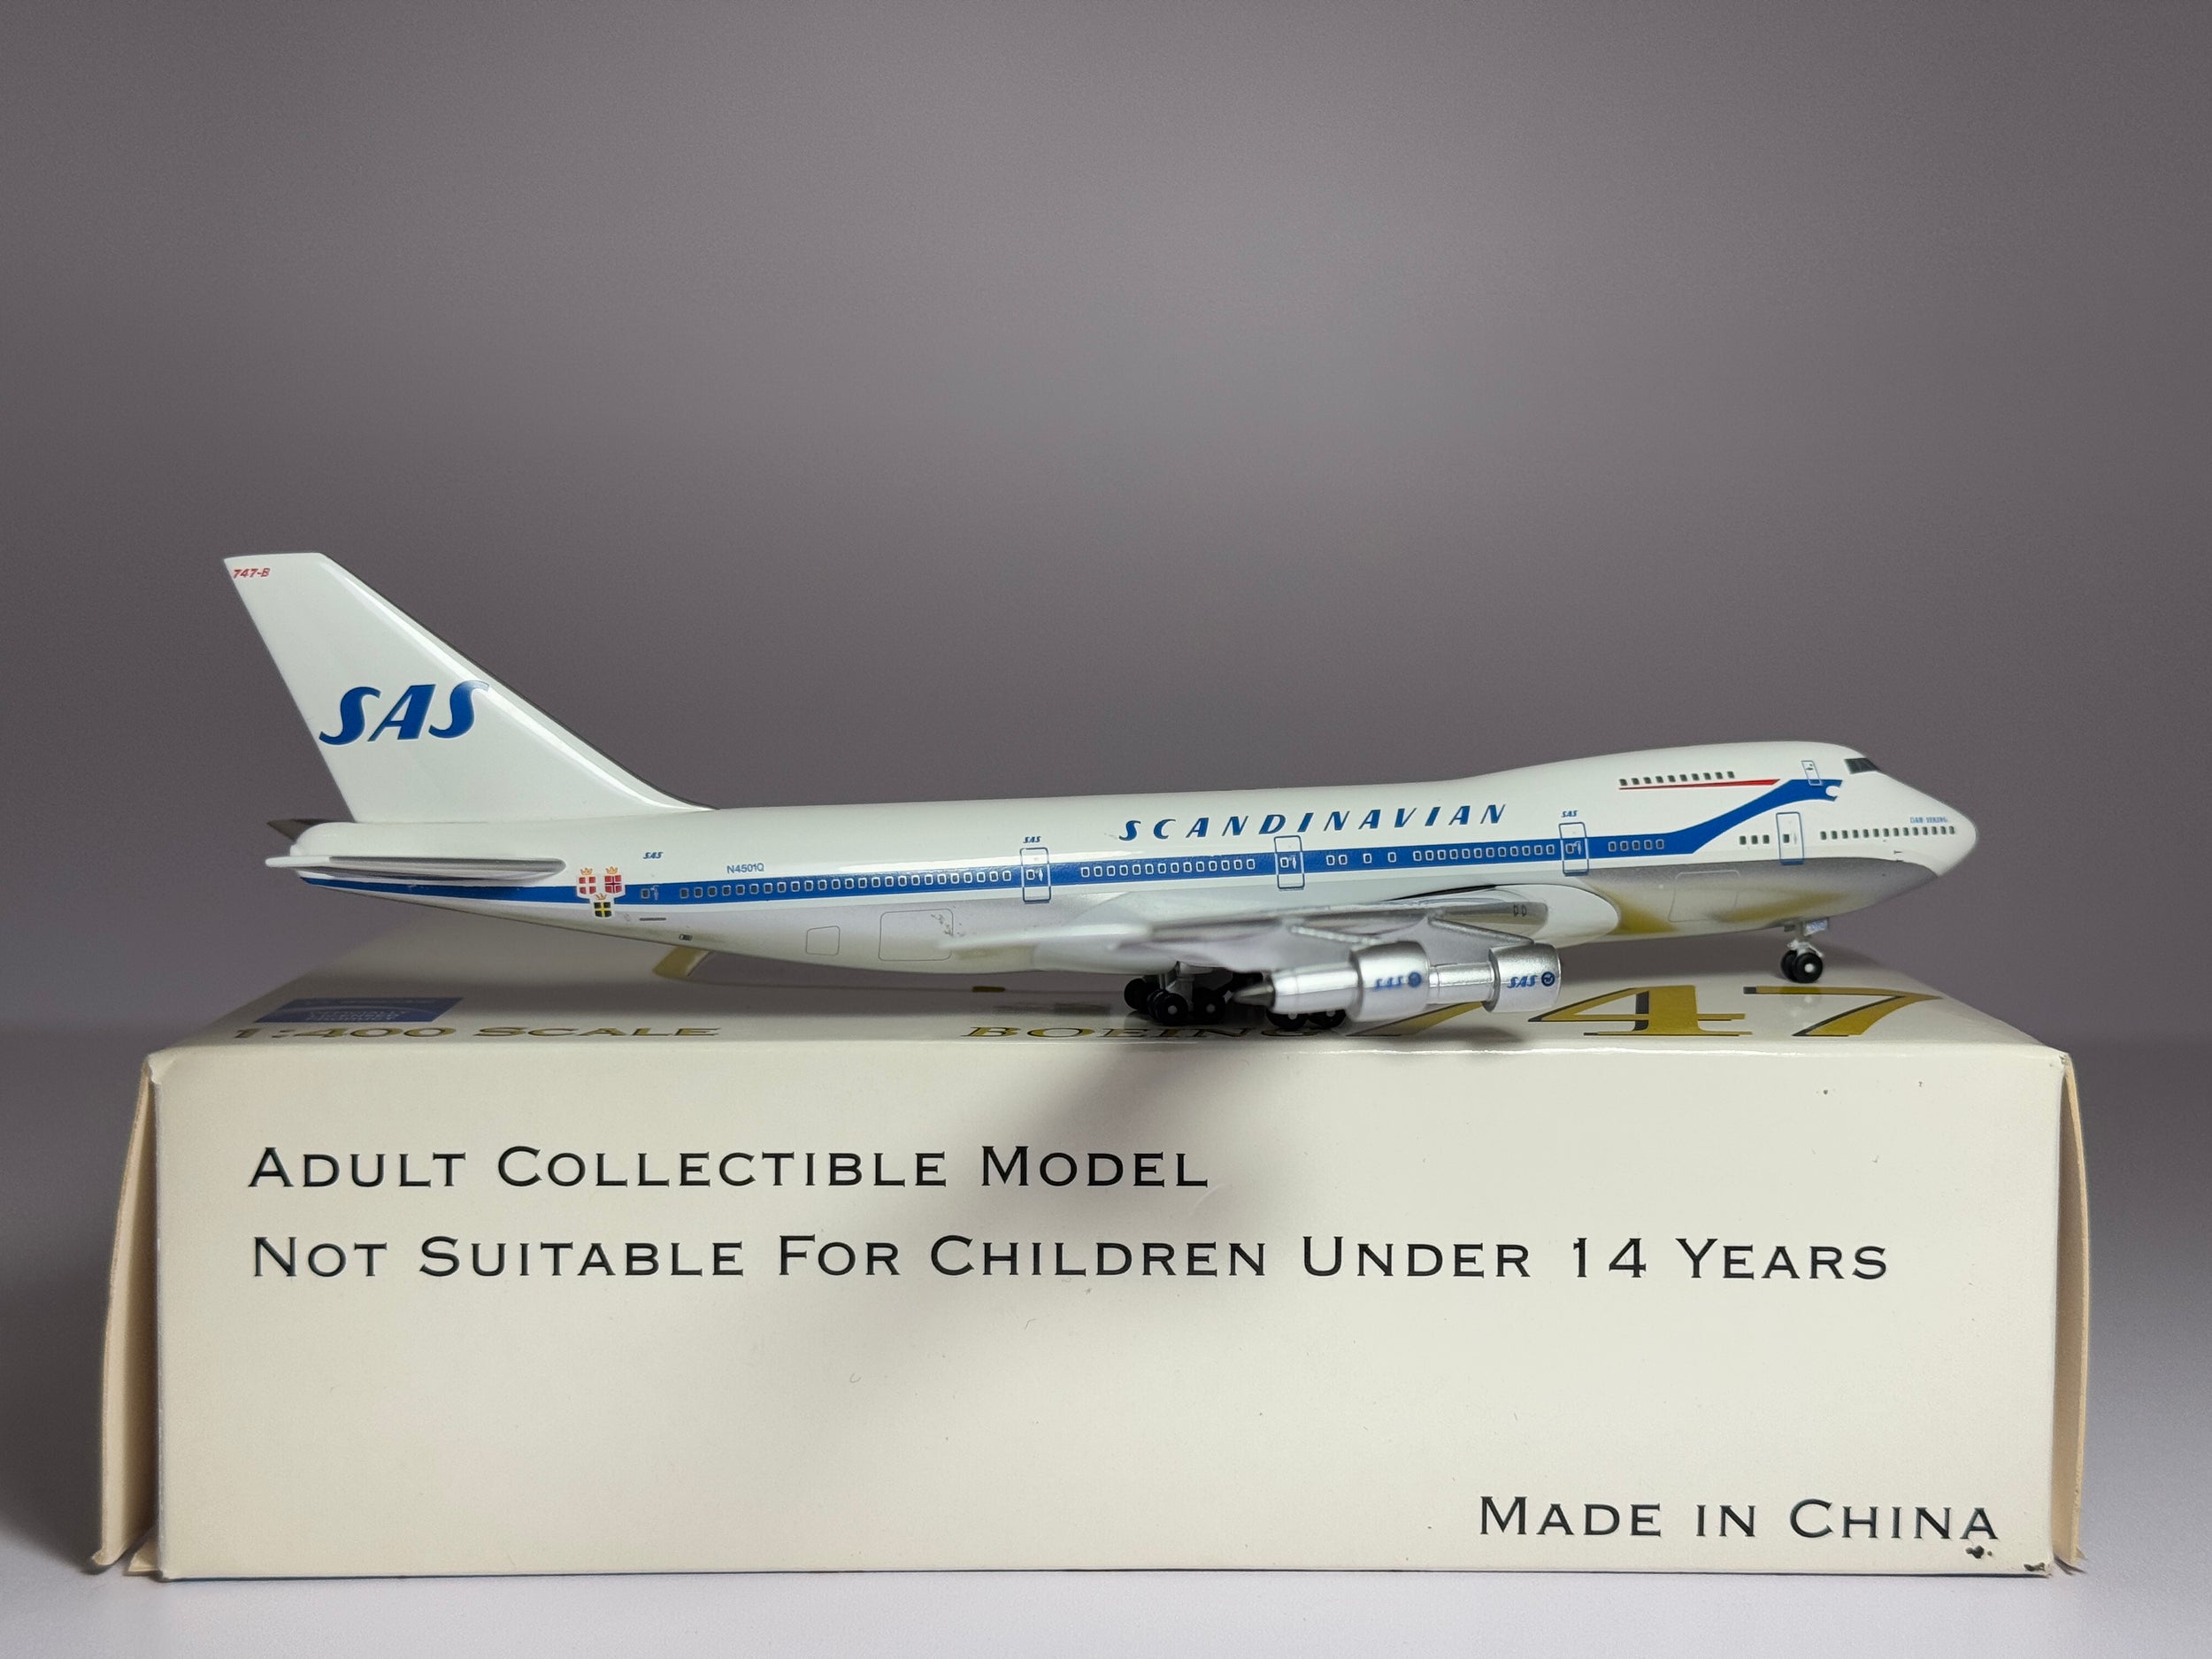 747-B
SAS
SCANDINAVIAN
SAS
SAS
SAS
N4501Q
SAS
SAS
1:400 SCALE
BOEING 747
ADULT COLLECTIBLE MODEL
NOT SUITABLE FOR CHILDREN UNDER 14 YEARS
MADE IN CHINA